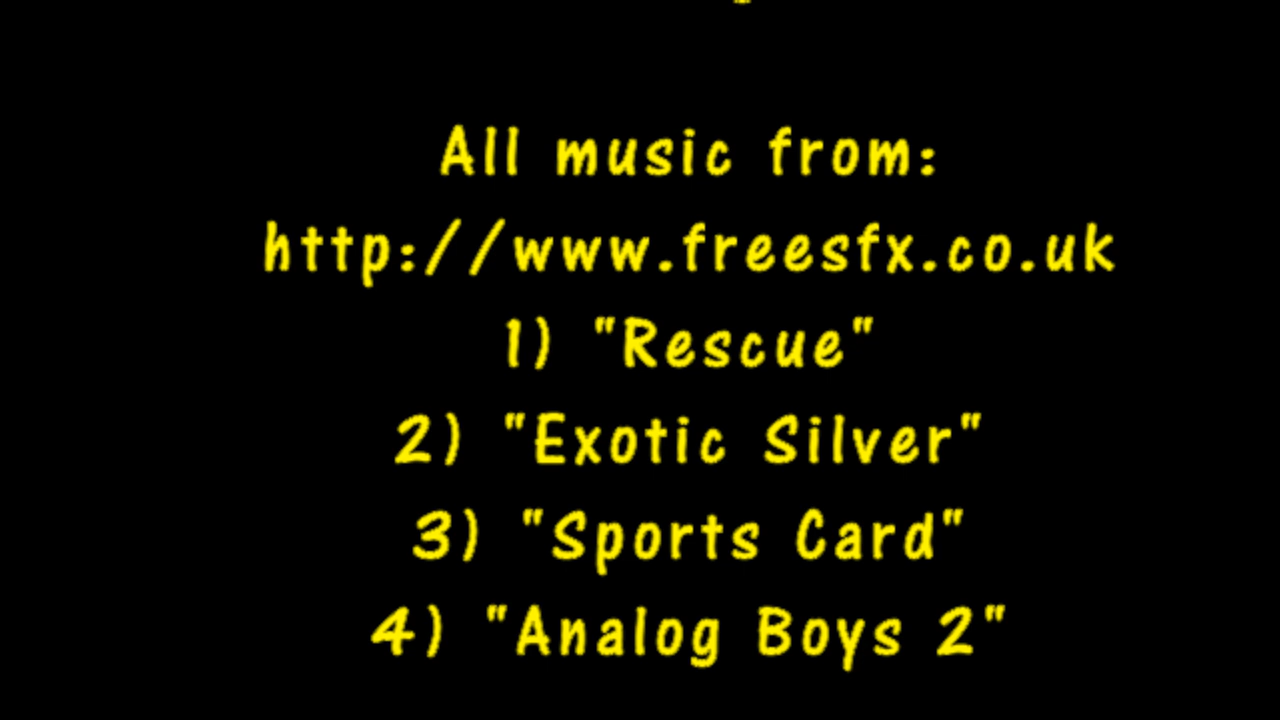 All music from:
http://www.freesfx.co.uk
1) "Rescue"
2) "Exotic Silver"
3) "Sports Card"
4) "Analog Boys 2"